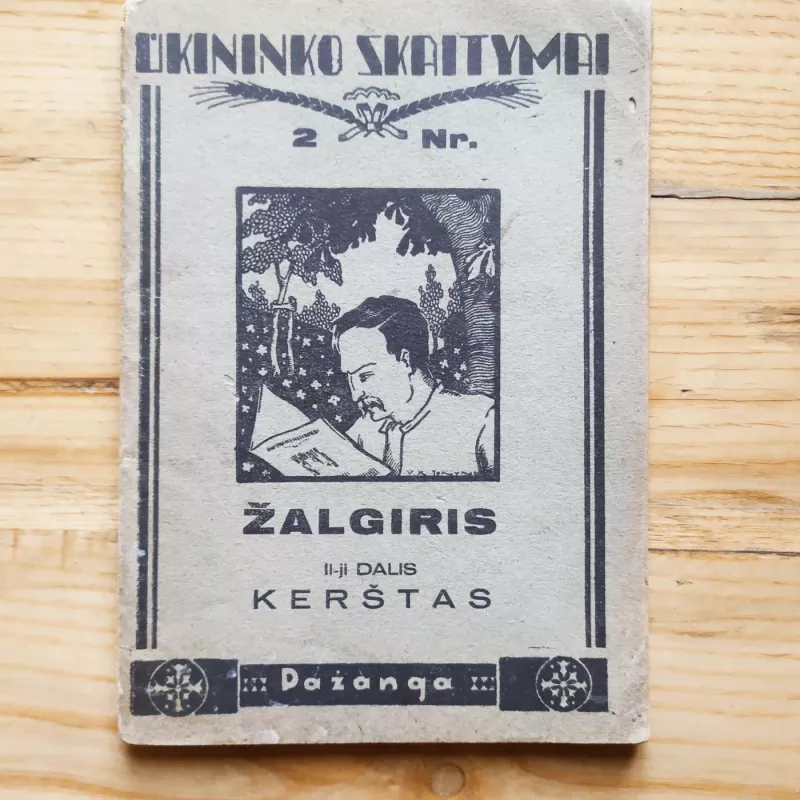 ŪKININKO SKAITYMAI
2 Nr.
ŽALGIRIS
II-ji DALIS
KERŠTAS
Dažanga